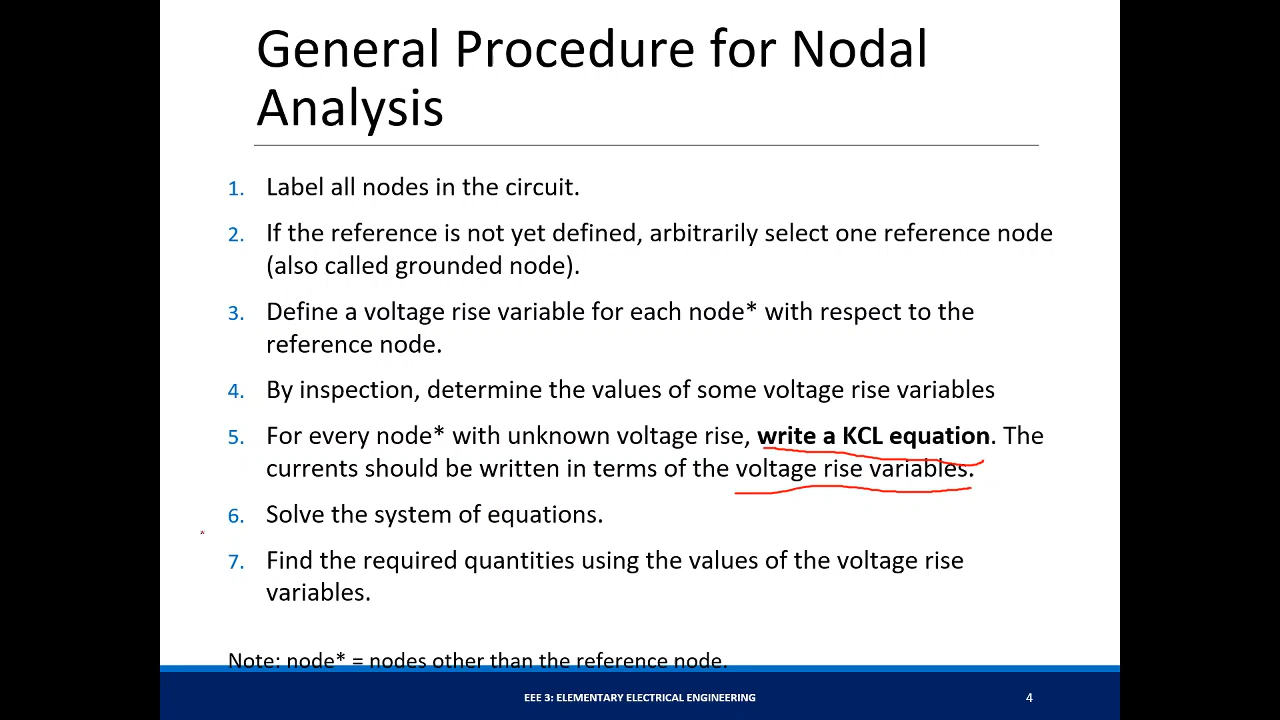 General Procedure for Nodal
Analysis
1. Label all nodes in the circuit.
2. If the reference is not yet defined, arbitrarily select one reference node
(also called grounded node).
3. Define a voltage rise variable for each node* with respect to the
reference node.
4. By inspection, determine the values of some voltage rise variables
5. For every node* with unknown voltage rise, write a KCL equation. The
currents should be written in terms of the voltage rise variables.
6. Solve the system of equations.
7. Find the required quantities using the values of the voltage rise
variables.
Note: node* = nodes other than the reference node.
EEE 3: ELEMENTARY ELECTRICAL ENGINEERING 4